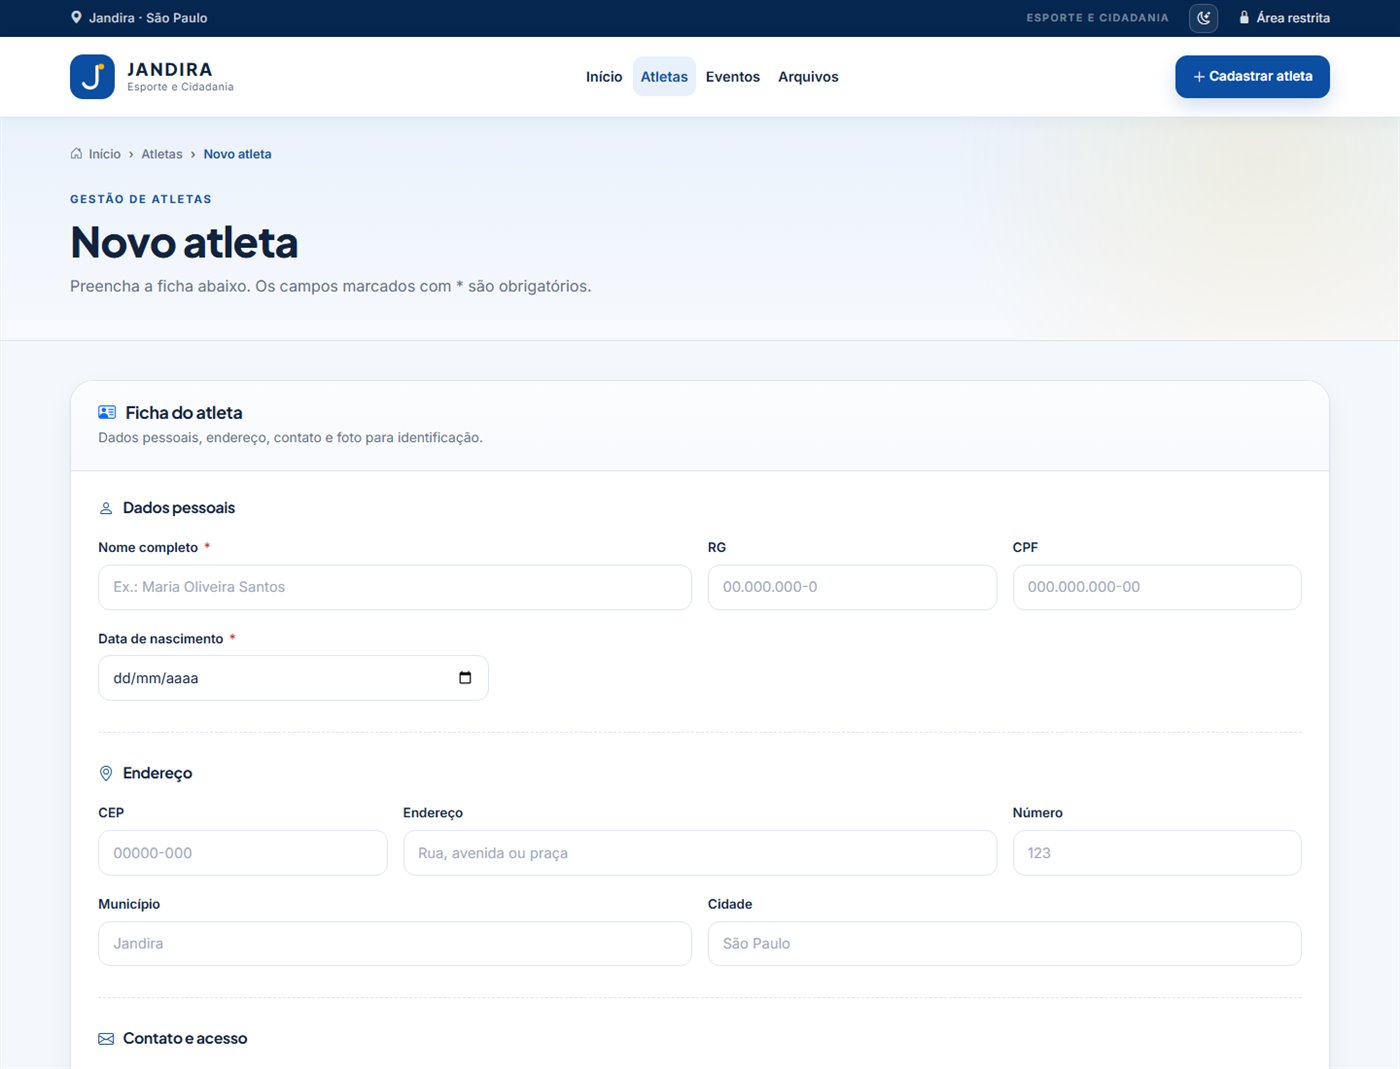 Jandira · São Paulo
ESPORTE E CIDADANIA
Área restrita
JANDIRA
Esporte e Cidadania
Início
Atletas
Eventos
Arquivos
+ Cadastrar atleta
Início › Atletas › Novo atleta
GESTÃO DE ATLETAS
Novo atleta
Preencha a ficha abaixo. Os campos marcados com * são obrigatórios.
Ficha do atleta
Dados pessoais, endereço, contato e foto para identificação.
Dados pessoais
Nome completo *
Ex.: Maria Oliveira Santos
RG
00.000.000-0
CPF
000.000.000-00
Data de nascimento *
dd/mm/aaaa
Endereço
CEP
00000-000
Endereço
Rua, avenida ou praça
Número
123
Município
Jandira
Cidade
São Paulo
Contato e acesso